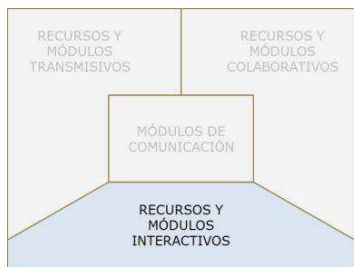 RECURSOS Y
MÓDULOS
TRANSMISIVOS
RECURSOS Y
MÓDULOS
COLABORATIVOS
MÓDULOS DE
COMUNICACIÓN
RECURSOS Y
MÓDULOS
INTERACTIVOS